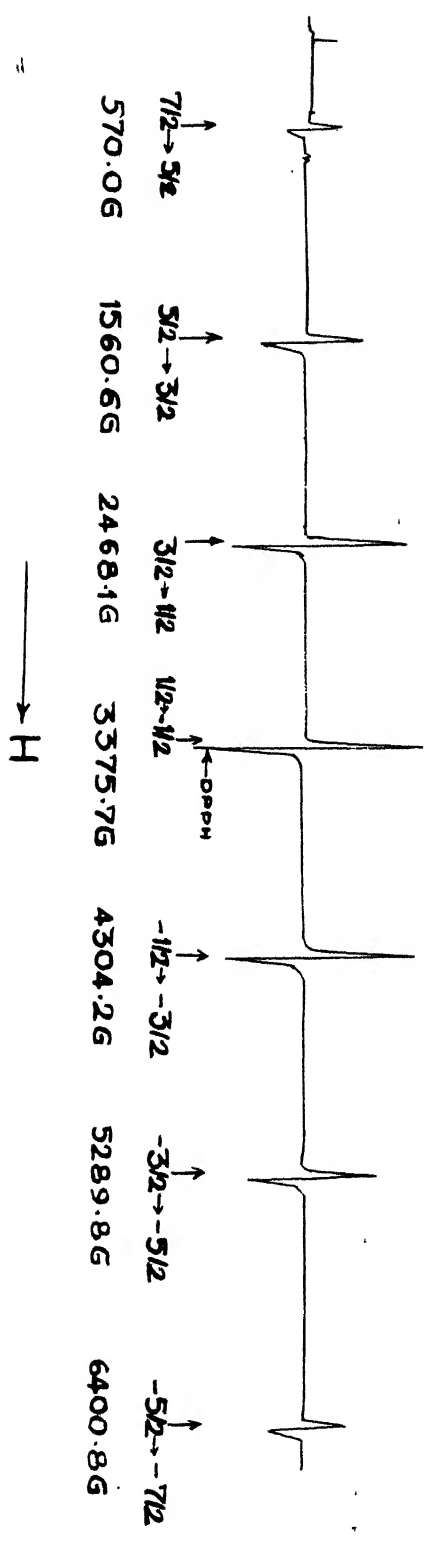 7/2→5/2
5/2→3/2
3/2→1/2
1/2→1/2
-1/2→-3/2
-3/2→-5/2
-5/2→-7/2
←DPPH
570.0G
1560.6G
2468.1G
3375.7G
4304.2G
5289.8G
6400.8G
→ H